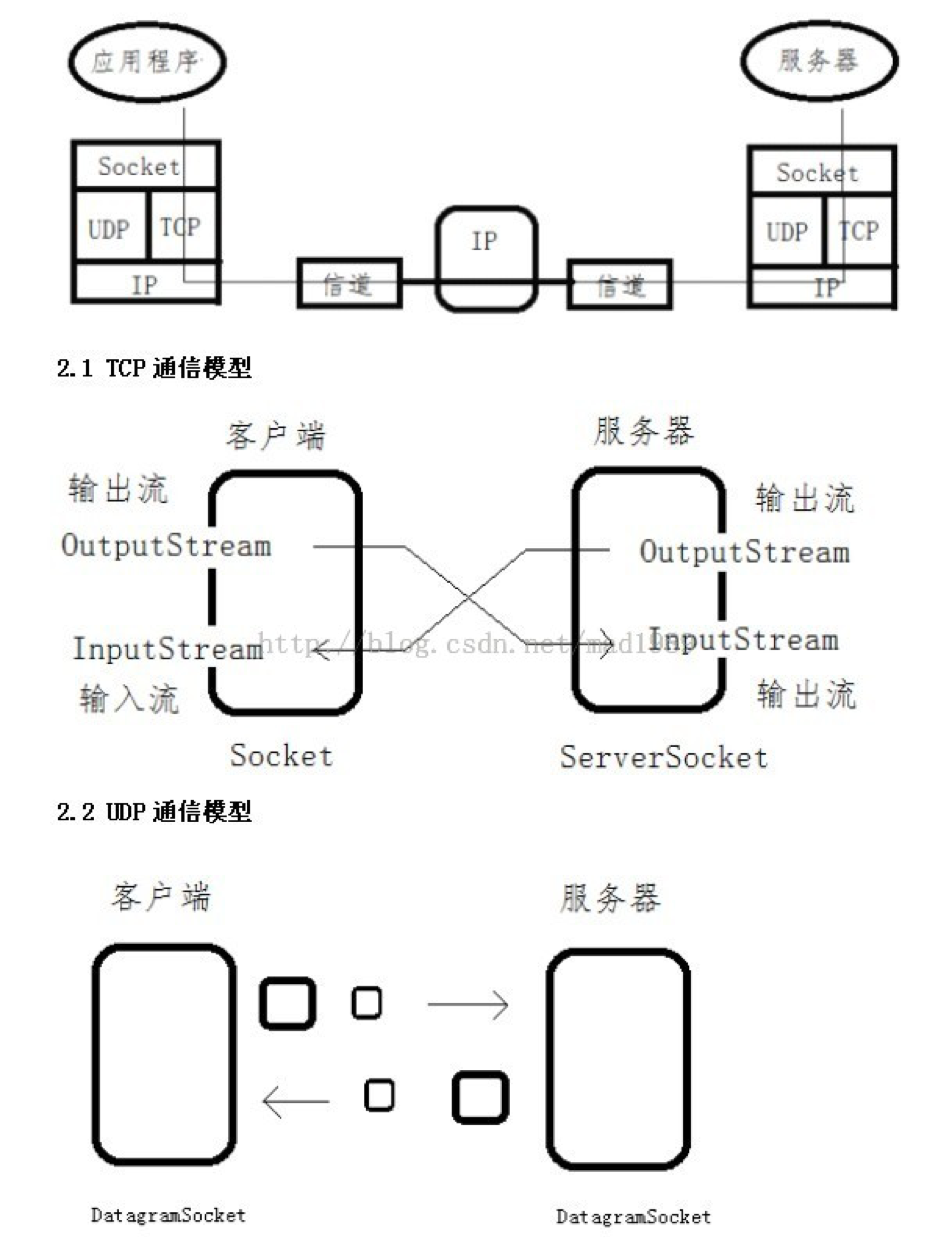 应用程序
服务器
Socket
Socket
UDP
TCP
IP
UDP
TCP
IP
信道
信道
IP
2.1 TCP 通信模型
客户端
服务器
输出流
输出流
OutputStream
OutputStream
InputStream
http://blog.csdn.net/
InputStream
输入流
输出流
Socket
ServerSocket
2.2 UDP 通信模型
客户端
服务器
DatagramSocket
DatagramSocket